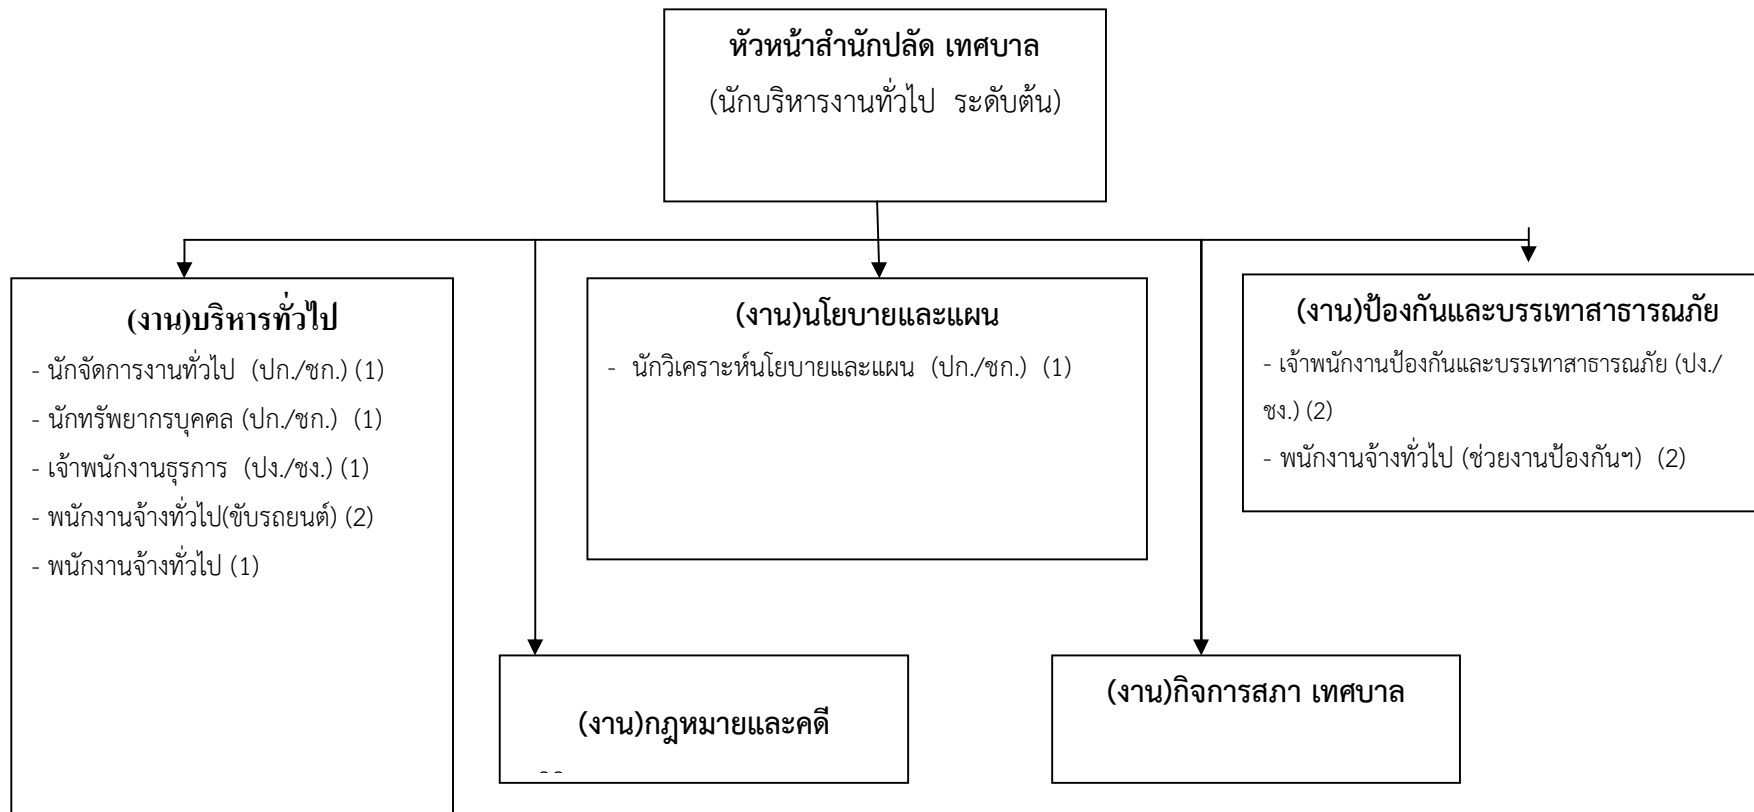 หัวหน้าสำนักปลัด เทศบาล
(นักบริหารงานทั่วไป ระดับต้น)
(งาน)บริหารทั่วไป
- นักจัดการงานทั่วไป (ปก./ชก.) (1)
- นักทรัพยากรบุคคล (ปก./ชก.) (1)
- เจ้าพนักงานธุรการ (ปง./ชง.) (1)
- พนักงานจ้างทั่วไป(ขับรถยนต์) (2)
- พนักงานจ้างทั่วไป (1)
(งาน)นโยบายและแผน
- นักวิเคราะห์นโยบายและแผน (ปก./ชก.) (1)
(งาน)ป้องกันและบรรเทาสาธารณภัย
- เจ้าพนักงานป้องกันและบรรเทาสาธารณภัย (ปง./
ชง.) (2)
- พนักงานจ้างทั่วไป (ช่วยงานป้องกันฯ) (2)
(งาน)กฎหมายและคดี
(งาน)กิจการสภา เทศบาล